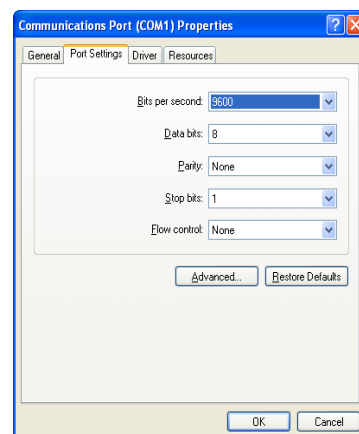 Communications Port (COM1) Properties
General Port Settings Driver Resources
Bits per second: 9600
Data bits: 8
Parity: None
Stop bits: 1
Flow control: None
Advanced... Restore Defaults
OK Cancel